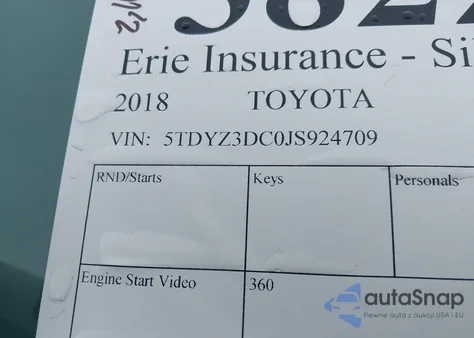 Erie Insurance - Si
2018 TOYOTA
VIN: 5TDYZ3DC0JS924709
RND/Starts Keys Personals
Engine Start Video 360
autaSnap
Pewne auta z aukcji USA i EU